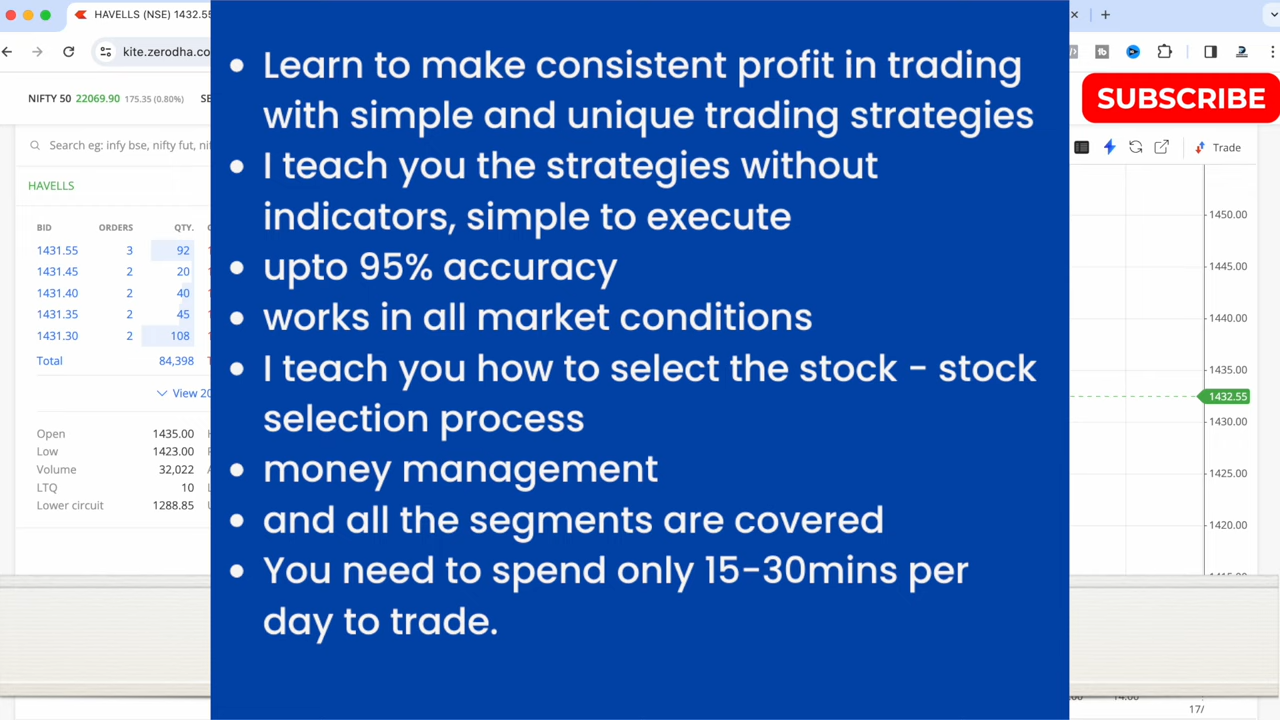 HAVELLS (NSE) 1432.55
kite.zerodha.co
NIFTY 50 22069.90 175.35 (0.80%) SE
Search eg: infy bse, nifty fut, nif
HAVELLS
BID ORDERS QTY.
1431.55 3 92
1431.45 2 20
1431.40 2 40
1431.35 2 45
1431.30 2 108
Total 84,398
View 20
Open 1435.00
Low 1423.00
Volume 32,022
LTQ 10
Lower circuit 1288.85
• Learn to make consistent profit in trading
with simple and unique trading strategies
• I teach you the strategies without
indicators, simple to execute
• upto 95% accuracy
• works in all market conditions
• I teach you how to select the stock - stock
selection process
• money management
• and all the segments are covered
• You need to spend only 15-30mins per
day to trade.
SUBSCRIBE
Trade
1450.00
1445.00
1440.00
1435.00
1432.55
1430.00
1425.00
1420.00
17/